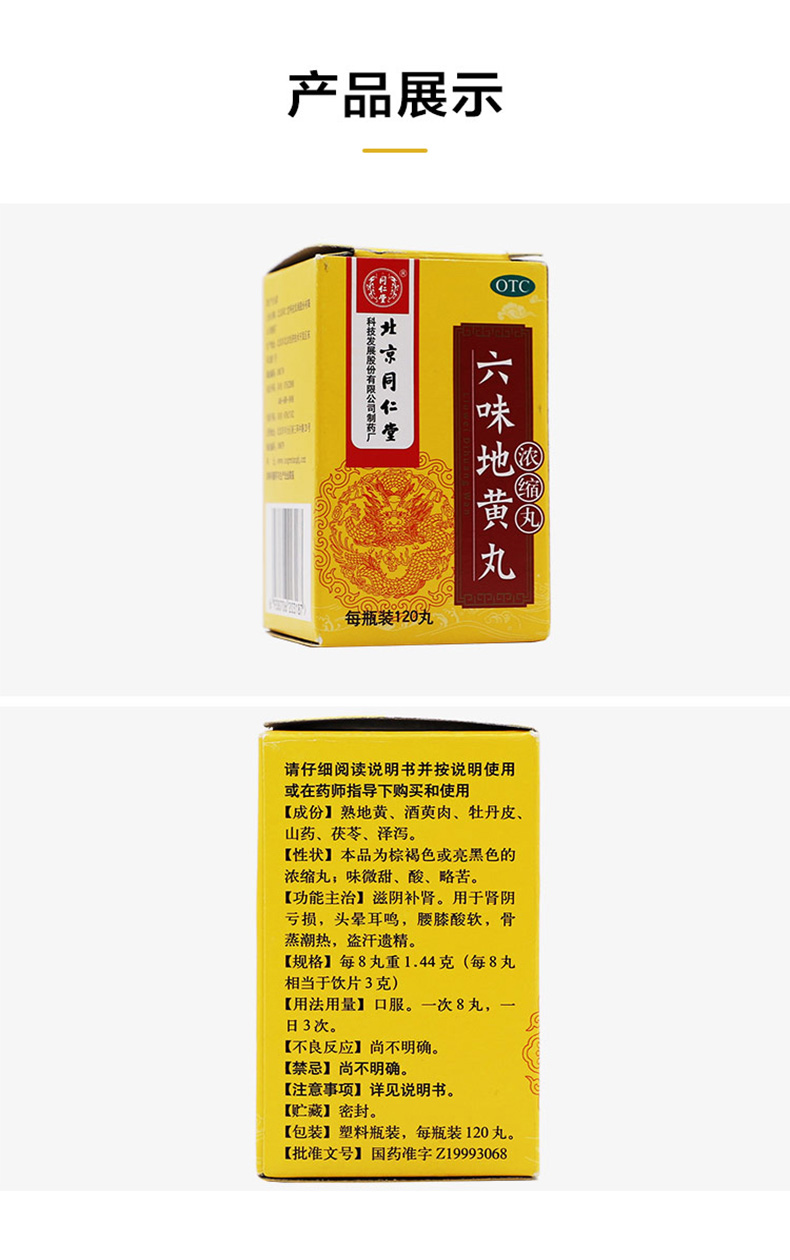 产品展示
同仁堂
®
北京同仁堂
科技发展股份有限公司制药厂
OTC
六味地黄丸
浓缩丸
每瓶装120丸
请仔细阅读说明书并按说明使用
或在药师指导下购买和使用
【成份】熟地黄、酒萸肉、牡丹皮、
山药、茯苓、泽泻。
【性状】本品为棕褐色或亮黑色的
浓缩丸；味微甜、酸、略苦。
【功能主治】滋阴补肾。用于肾阴
亏损，头晕耳鸣，腰膝酸软，骨
蒸潮热，盗汗遗精。
【规格】每8丸重1.44克（每8丸
相当于饮片3克）
【用法用量】口服。一次8丸，一
日3次。
【不良反应】尚不明确。
【禁忌】尚不明确。
【注意事项】详见说明书。
【贮藏】密封。
【包装】塑料瓶装，每瓶装120丸。
【批准文号】国药准字Z19993068